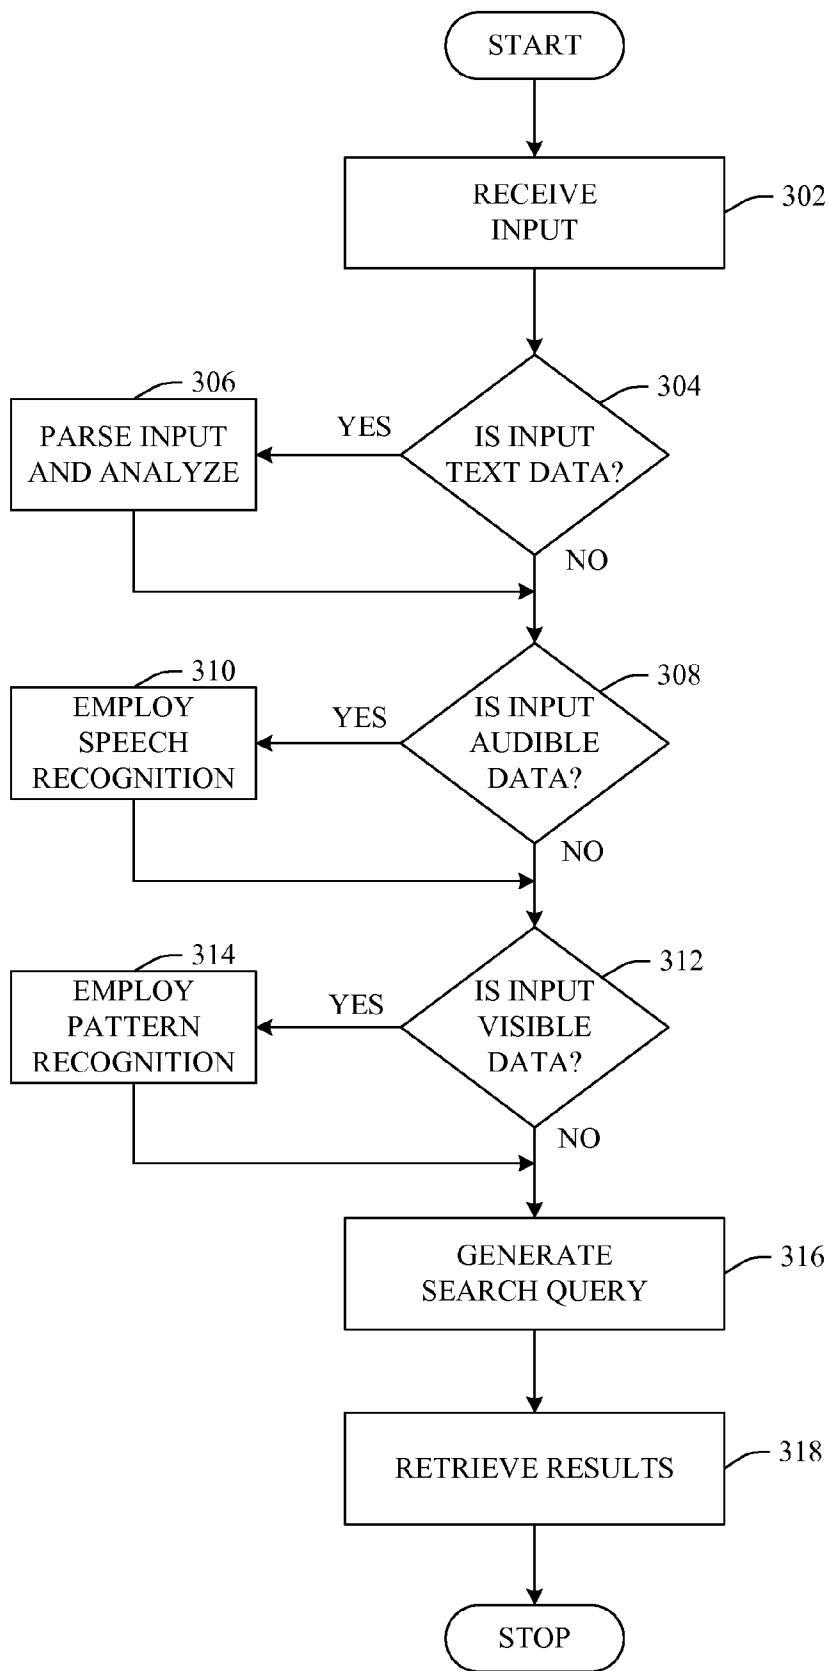 START
RECEIVE
INPUT
302
304
IS INPUT
TEXT DATA?
YES
306
PARSE INPUT
AND ANALYZE
NO
308
IS INPUT
AUDIBLE
DATA?
YES
310
EMPLOY
SPEECH
RECOGNITION
NO
312
IS INPUT
VISIBLE
DATA?
YES
314
EMPLOY
PATTERN
RECOGNITION
NO
GENERATE
SEARCH QUERY
316
RETRIEVE RESULTS
318
STOP